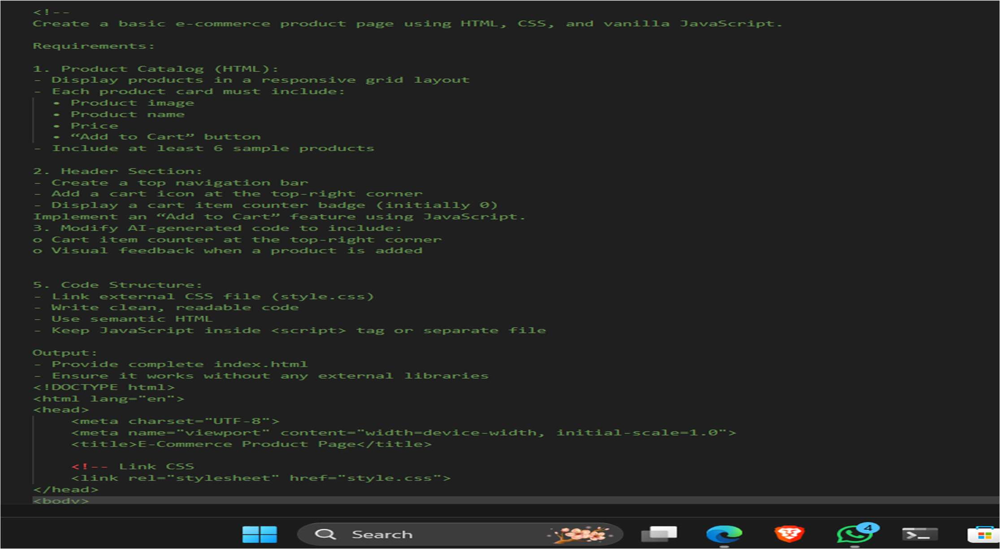 <!--
Create a basic e-commerce product page using HTML, CSS, and vanilla JavaScript.
Requirements:
1. Product Catalog (HTML):
- Display products in a responsive grid layout
- Each product card must include:
• Product image
• Product name
• Price
• “Add to Cart” button
- Include at least 6 sample products
2. Header Section:
- Create a top navigation bar
- Add a cart icon at the top-right corner
- Display a cart item counter badge (initially 0)
Implement an “Add to Cart” feature using JavaScript.
3. Modify AI-generated code to include:
o Cart item counter at the top-right corner
o Visual feedback when a product is added
5. Code Structure:
- Link external CSS file (style.css)
- Write clean, readable code
- Use semantic HTML
- Keep JavaScript inside <script> tag or separate file
Output:
- Provide complete index.html
- Ensure it works without any external libraries
<!DOCTYPE html>
<html lang="en">
<head>
<meta charset="UTF-8">
<meta name="viewport" content="width=device-width, initial-scale=1.0">
<title>E-Commerce Product Page</title>
<!-- Link CSS
<link rel="stylesheet" href="style.css">
</head>
<body>
Search
4